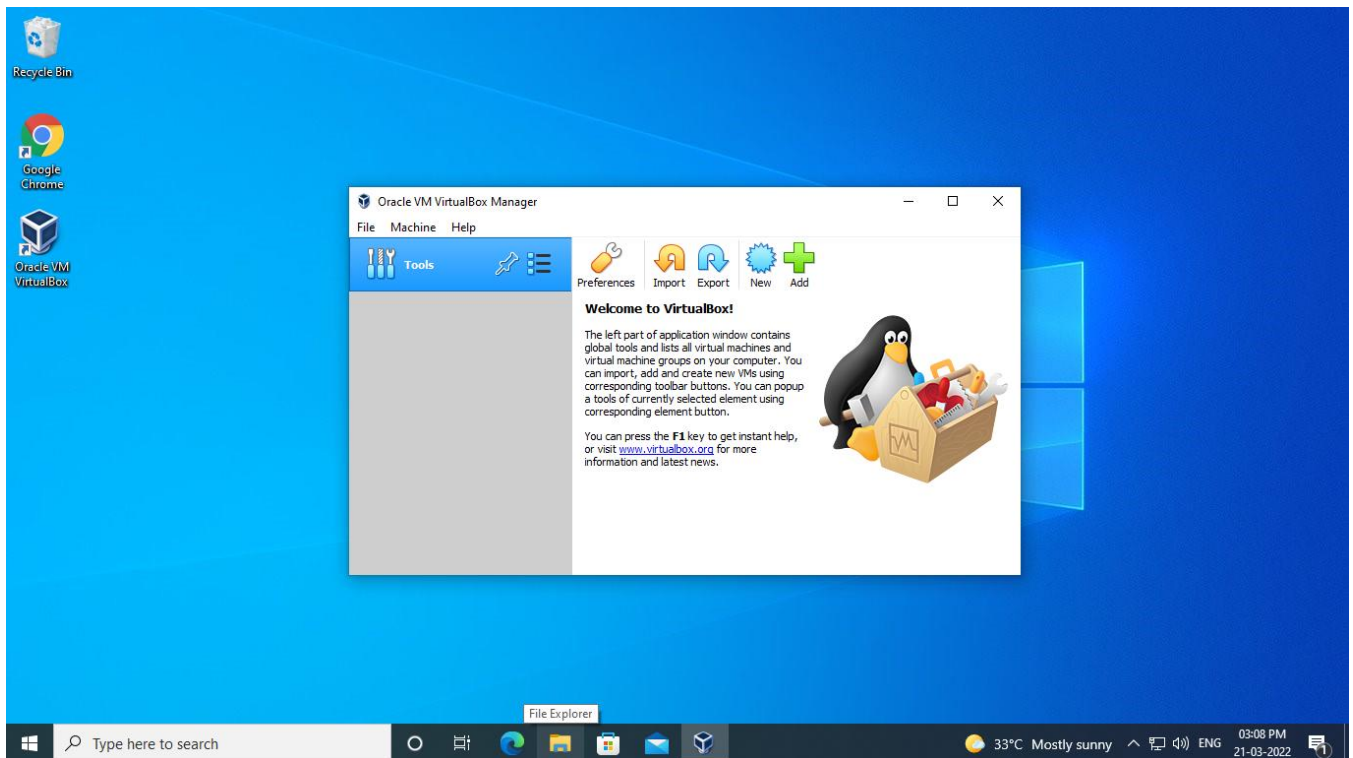 Recycle Bin
Google
Chrome
Oracle VM
VirtualBox
Oracle VM VirtualBox Manager
File Machine Help
Tools
Preferences Import Export New Add
Welcome to VirtualBox!
The left part of application window contains
global tools and lists all virtual machines and
virtual machine groups on your computer. You
can import, add and create new VMs using
corresponding toolbar buttons. You can popup
a tools of currently selected element using
corresponding element button.
You can press the F1 key to get instant help,
or visit www.virtualbox.org for more
information and latest news.
File Explorer
Type here to search
33°C Mostly sunny
ENG
03:08 PM
21-03-2022
1